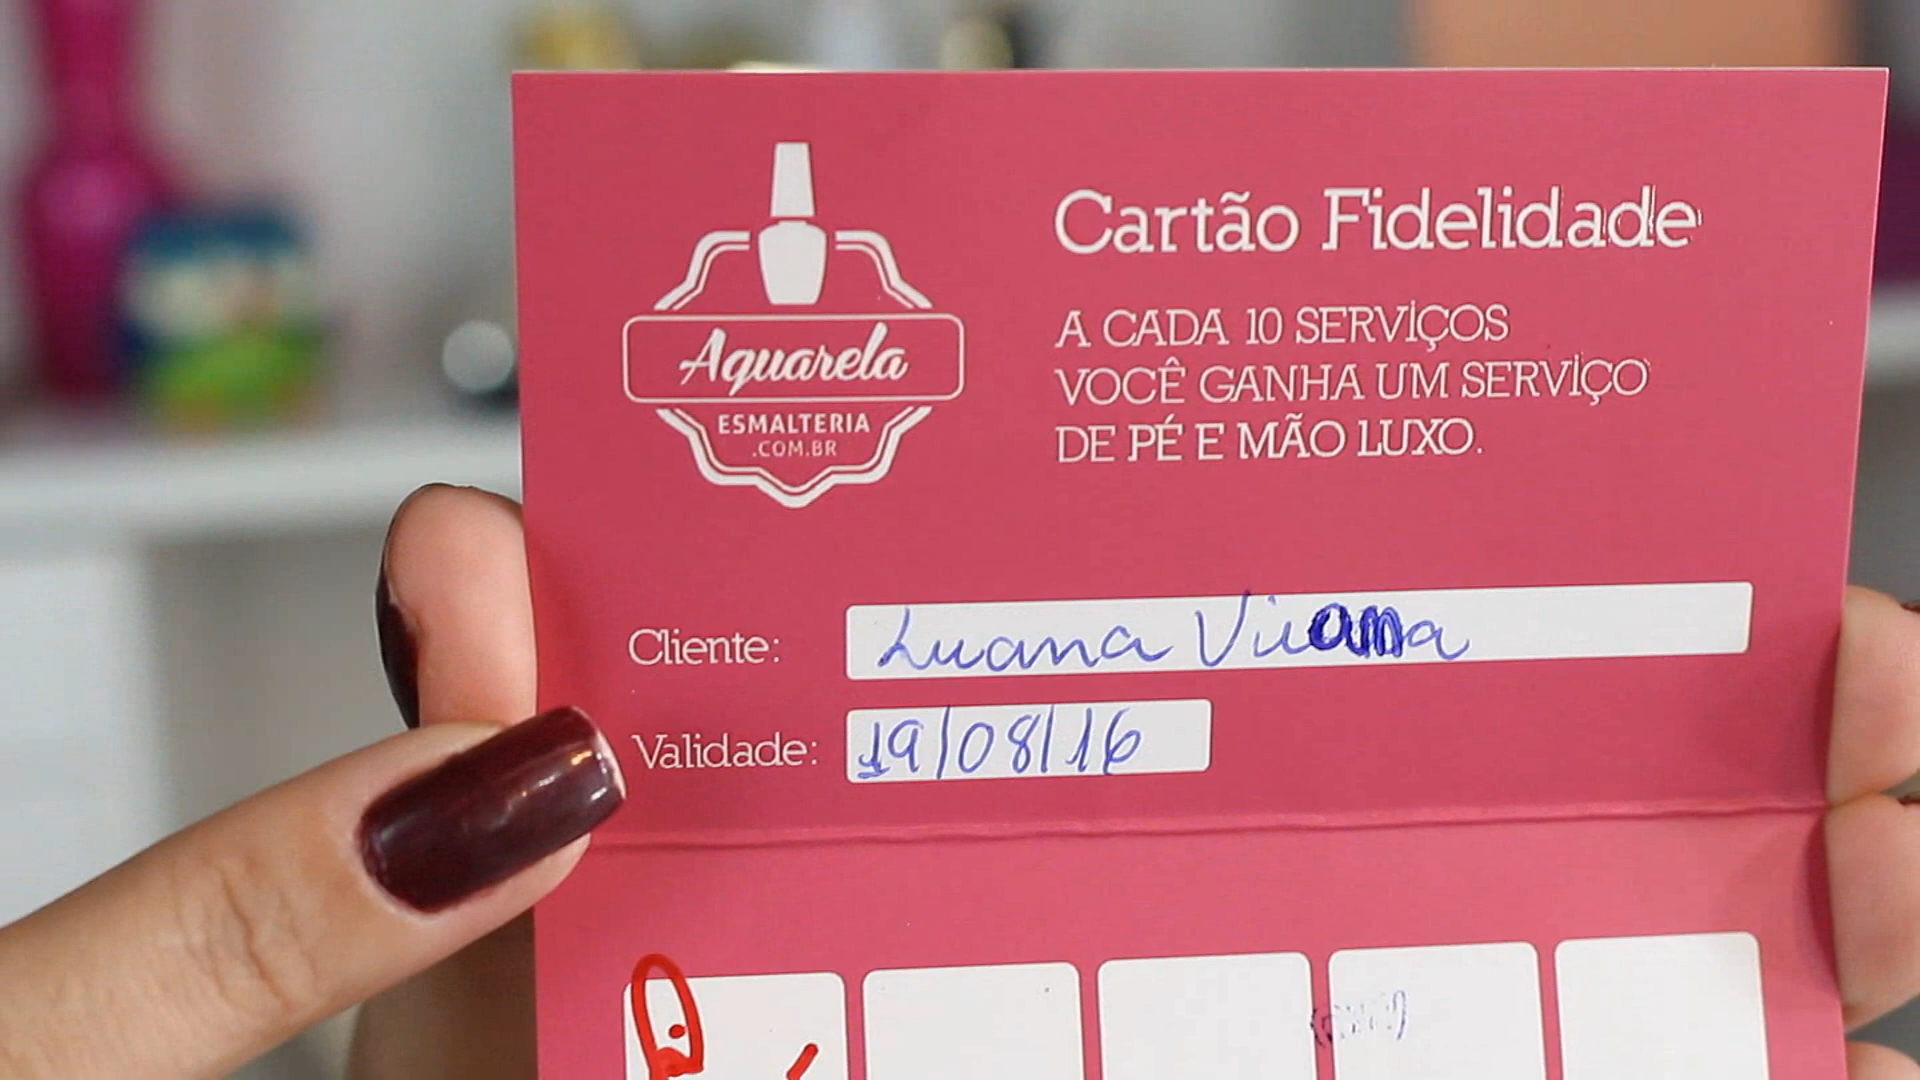 Aquarela
ESMALTERIA
.COM.BR
Cartão Fidelidade
A CADA 10 SERVIÇOS
VOCÊ GANHA UM SERVIÇO
DE PÉ E MÃO LUXO.
Cliente: Luana Viana
Validade: 19/08/16